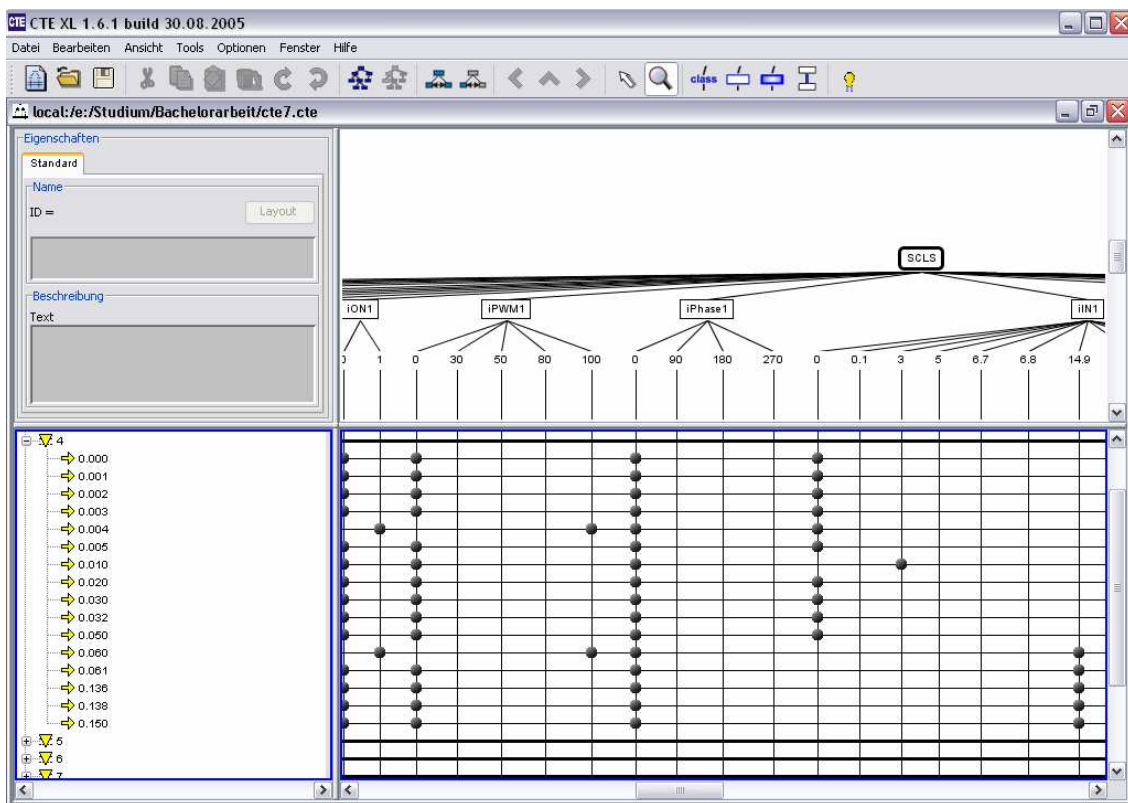 CTE CTE XL 1.6.1 build 30.08.2005
Datei Bearbeiten Ansicht Tools Optionen Fenster Hilfe
class
local:/e:/Studium/Bachelorarbeit/cte7.cte
Eigenschaften
Standard
Name
ID =
Layout
Beschreibung
Text
SCLS
iON1 iPWM1 iPhase1 iIN1
0 1 0 30 50 80 100 0 90 180 270 0 0.1 3 5 6.7 6.8 14.9
4
0.000
0.001
0.002
0.003
0.004
0.005
0.010
0.020
0.030
0.032
0.050
0.060
0.061
0.136
0.138
0.150
5
6
7